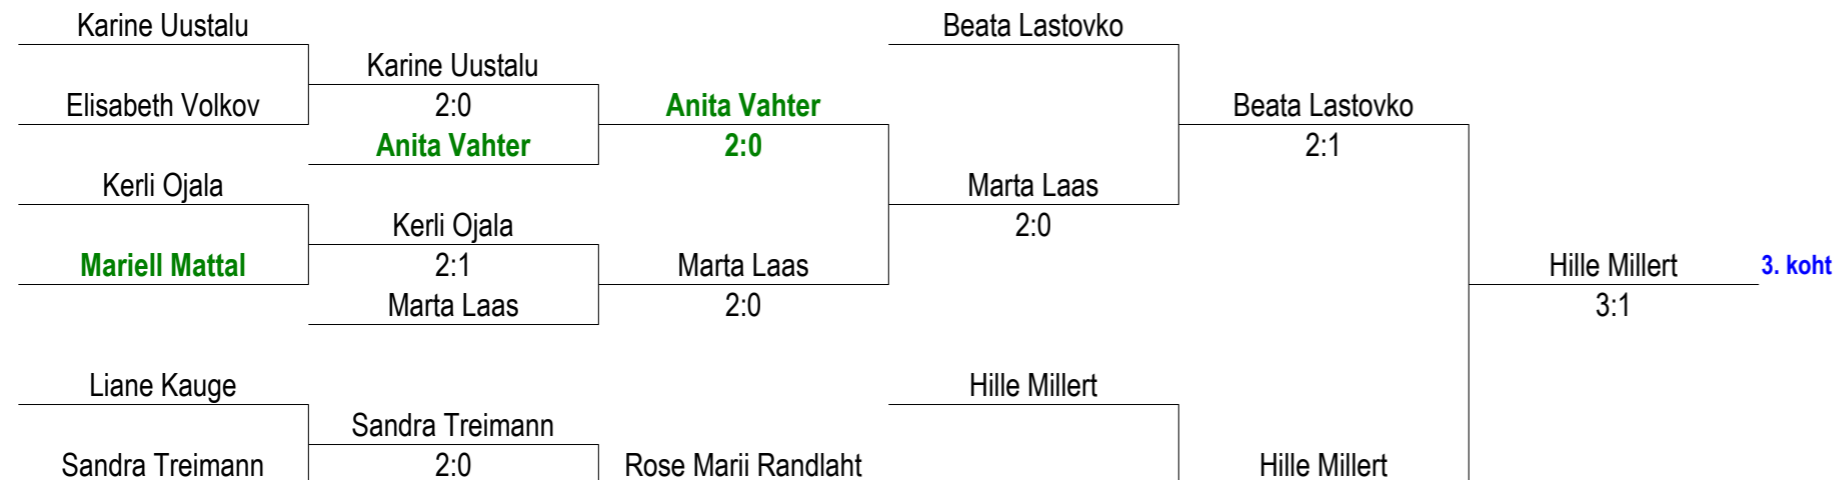 Karine Uustalu
Beata Lastovko
Karine Uustalu
Elisabeth Volkov
2:0
Anita Vahter
Beata Lastovko
Anita Vahter
2:0
2:1
Kerli Ojala
Marta Laas
Kerli Ojala
2:0
Mariell Mattal
2:1
Marta Laas
Hille Millert
3. koht
Marta Laas
2:0
3:1
Liane Kauge
Hille Millert
Sandra Treimann
Sandra Treimann
2:0
Rose Marii Randlaht
Hille Millert